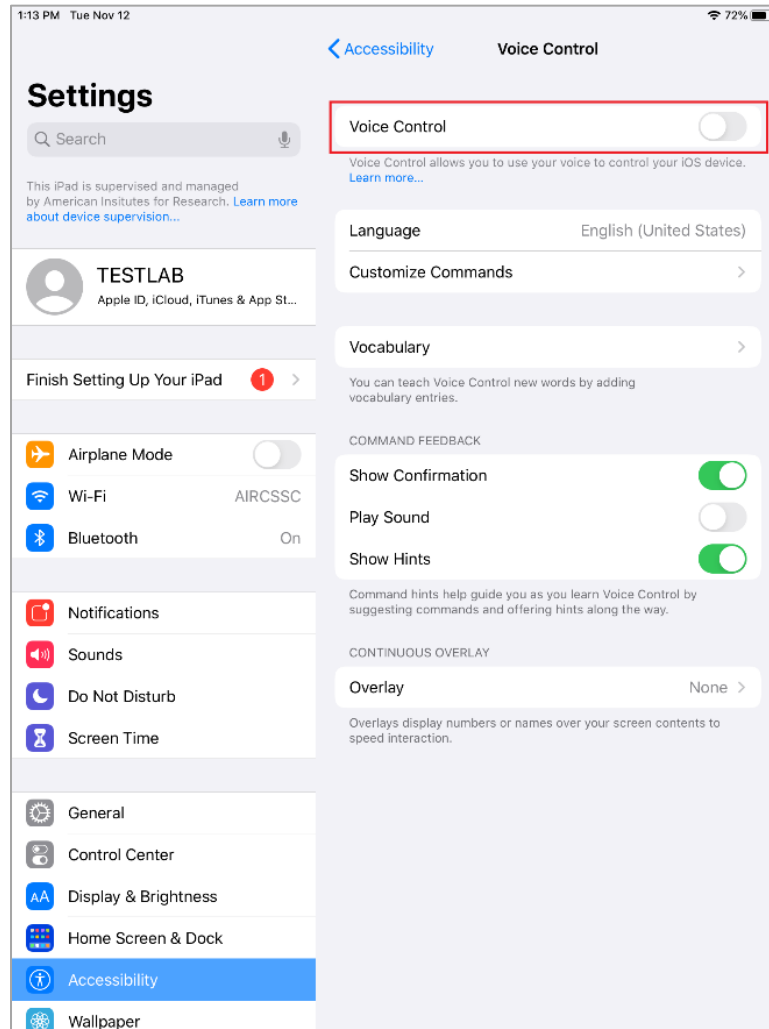 1:13 PM Tue Nov 12
72%
Settings
Search
This iPad is supervised and managed
by American Insitutes for Research. Learn more
about device supervision...
TESTLAB
Apple ID, iCloud, iTunes & App St...
Finish Setting Up Your iPad 1
Airplane Mode
Wi-Fi AIRCSSC
Bluetooth On
Notifications
Sounds
Do Not Disturb
Screen Time
General
Control Center
AA Display & Brightness
Home Screen & Dock
Accessibility
Wallpaper
Accessibility Voice Control
Voice Control
Voice Control allows you to use your voice to control your iOS device.
Learn more...
Language English (United States)
Customize Commands
Vocabulary
You can teach Voice Control new words by adding
vocabulary entries.
COMMAND FEEDBACK
Show Confirmation
Play Sound
Show Hints
Command hints help guide you as you learn Voice Control by
suggesting commands and offering hints along the way.
CONTINUOUS OVERLAY
Overlay None
Overlays display numbers or names over your screen contents to
speed interaction.